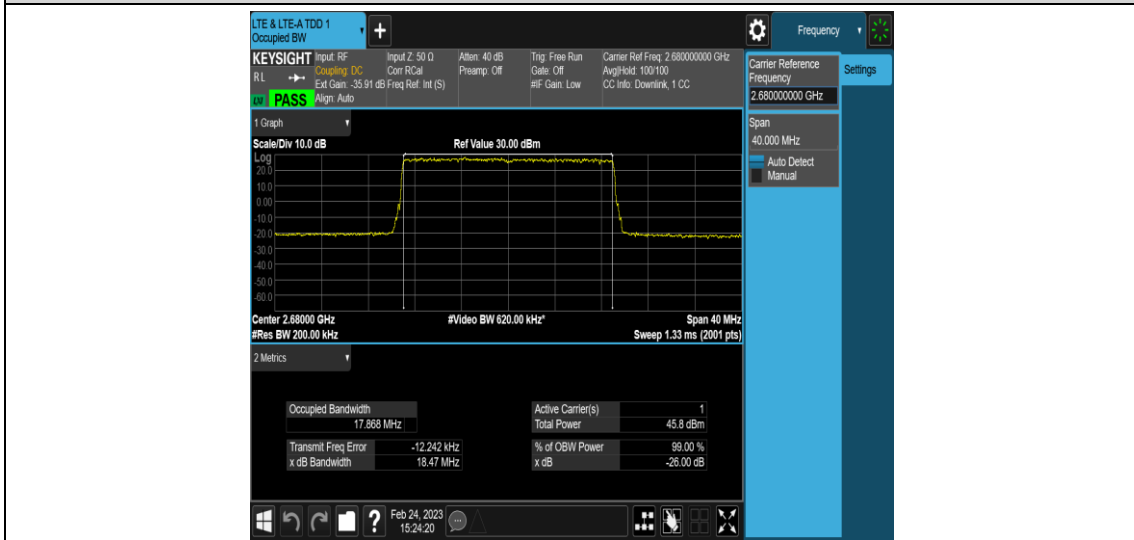 LTE & LTE-A TDD 1
Occupied BW
+
Frequency
KEYSIGHT
RL
PASS
Input: RF
Coupling: DC
Ext Gain: -35.91 dB
Align: Auto
Input Z: 50 Ω
Corr RCal
Freq Ref: Int (S)
Atten: 40 dB
Preamp: Off
Trig: Free Run
Gate: Off
#IF Gain: Low
Carrier Ref Freq: 2.680000000 GHz
Avg|Hold: 100/100
CC Info: Downlink, 1 CC
Carrier Reference
Frequency
2.680000000 GHz
Settings
Span
40.000 MHz
Auto Detect
Manual
1 Graph
Scale/Div 10.0 dB
Ref Value 30.00 dBm
Log
20.0
10.0
0.00
-10.0
-20.0
-30.0
-40.0
-50.0
-60.0
Center 2.68000 GHz
#Video BW 620.00 kHz*
Span 40 MHz
#Res BW 200.00 kHz
Sweep 1.33 ms (2001 pts)
2 Metrics
Occupied Bandwidth
17.868 MHz
Transmit Freq Error -12.242 kHz
x dB Bandwidth 18.47 MHz
Active Carrier(s) 1
Total Power 45.8 dBm
% of OBW Power 99.00 %
x dB -26.00 dB
?
Feb 24, 2023
15:24:20